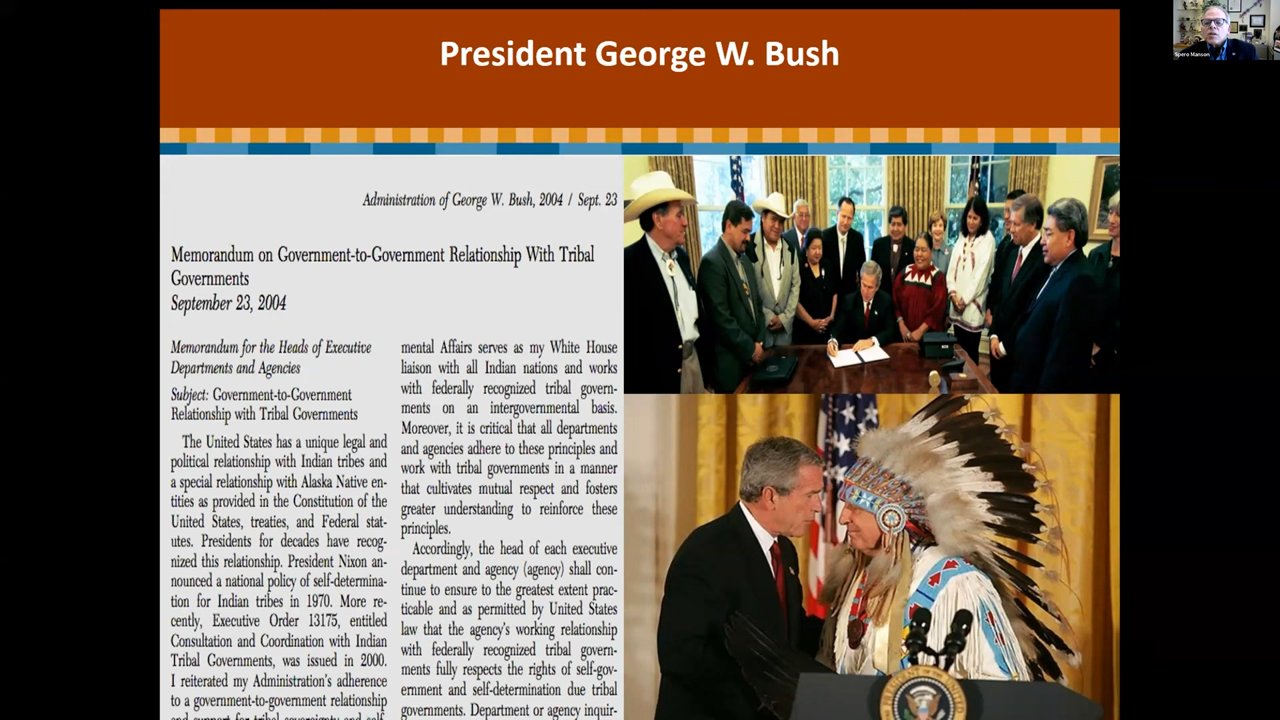 President George W. Bush
Spero Manson
Administration of George W. Bush, 2004 / Sept. 23
Memorandum on Government-to-Government Relationship With Tribal
Governments
September 23, 2004
Memorandum for the Heads of Executive
Departments and Agencies
Subject: Government-to-Government
Relationship with Tribal Governments
The United States has a unique legal and
political relationship with Indian tribes and
a special relationship with Alaska Native en-
tities as provided in the Constitution of the
United States, treaties, and Federal stat-
utes. Presidents for decades have recog-
nized this relationship. President Nixon an-
nounced a national policy of self-determina-
tion for Indian tribes in 1970. More re-
cently, Executive Order 13175, entitled
Consultation and Coordination with Indian
Tribal Governments, was issued in 2000.
I reiterated my Administration's adherence
to a government-to-government relationship
and support for tribal sovereignty and self-
mental Affairs serves as my White House
liaison with all Indian nations and works
with federally recognized tribal govern-
ments on an intergovernmental basis.
Moreover, it is critical that all departments
and agencies adhere to these principles and
work with tribal governments in a manner
that cultivates mutual respect and fosters
greater understanding to reinforce these
principles.
Accordingly, the head of each executive
department and agency (agency) shall con-
tinue to ensure to the greatest extent prac-
ticable and as permitted by United States
law that the agency's working relationship
with federally recognized tribal govern-
ments fully respects the rights of self-gov-
ernment and self-determination due tribal
governments. Department or agency inquir-